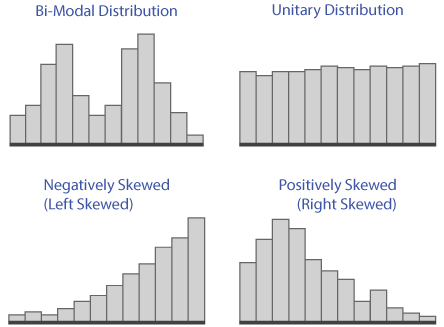 Bi-Modal Distribution
Unitary Distribution
Negatively Skewed
(Left Skewed)
Positively Skewed
(Right Skewed)